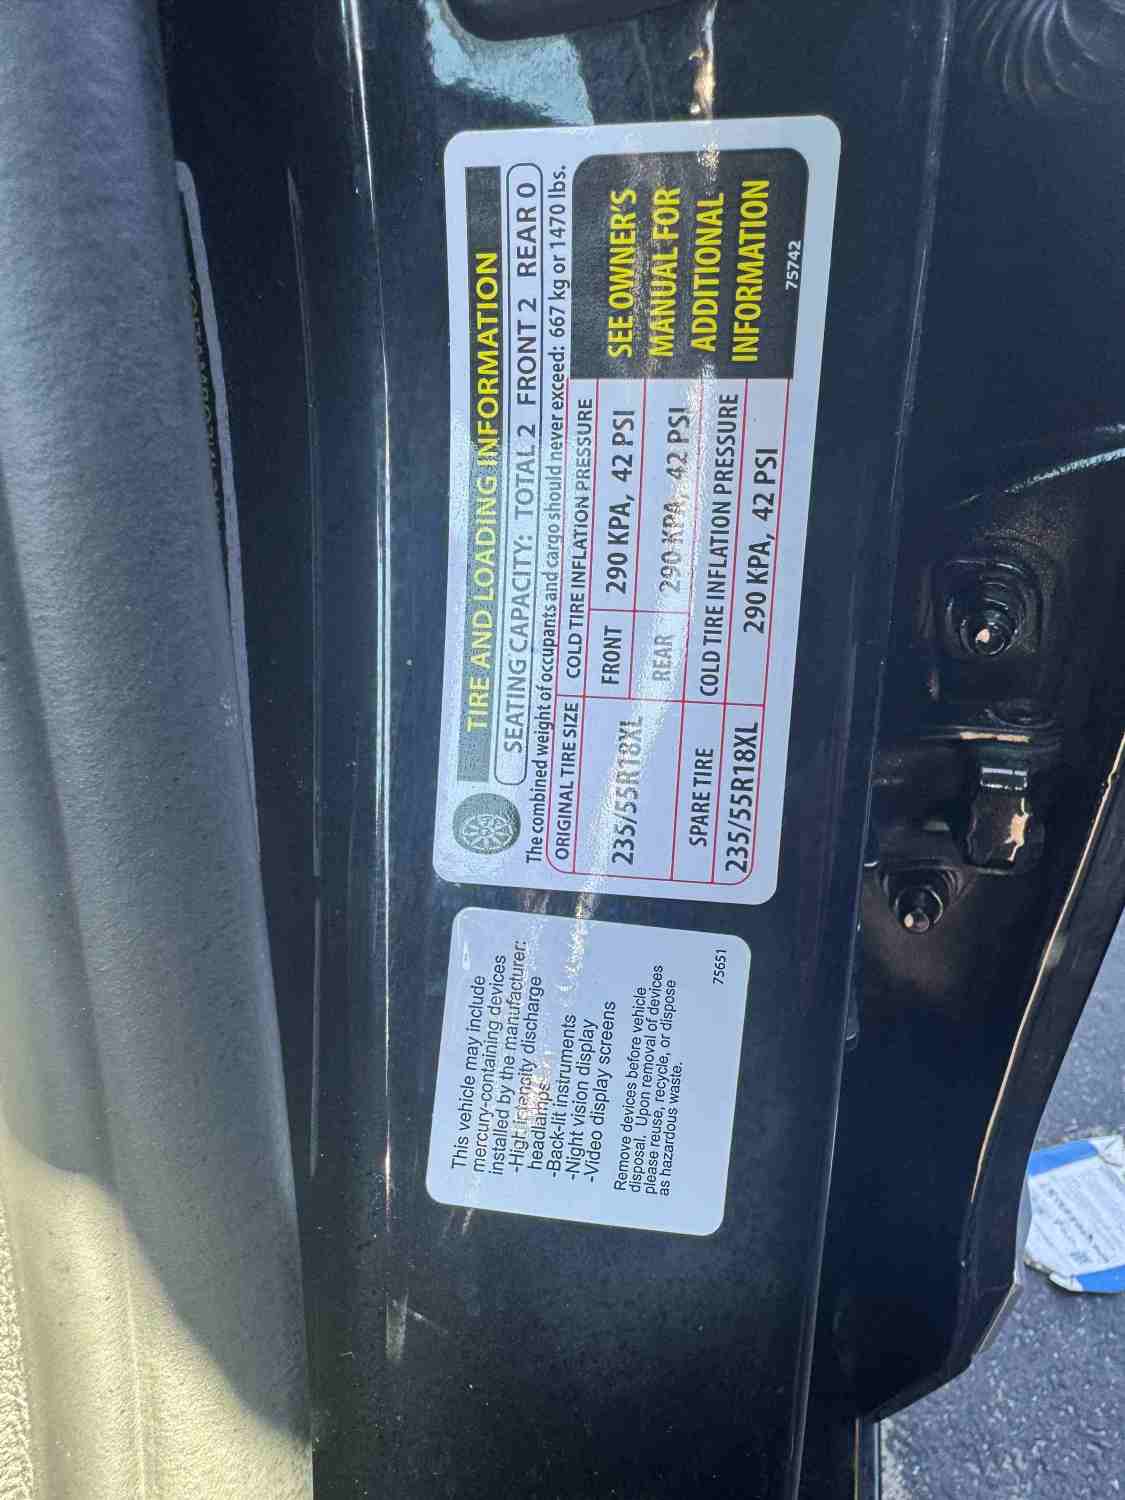 TIRE AND LOADING INFORMATION
SEATING CAPACITY: TOTAL 2 FRONT 2 REAR 0
The combined weight of occupants and cargo should never exceed: 667 kg or 1470 lbs.
ORIGINAL TIRE SIZE COLD TIRE INFLATION PRESSURE
235/55R18XL FRONT 290 KPA, 42 PSI
REAR 290 KPA, 42 PSI
SPARE TIRE COLD TIRE INFLATION PRESSURE
235/55R18XL 290 KPA, 42 PSI
SEE OWNER'S
MANUAL FOR
ADDITIONAL
INFORMATION
75742
This vehicle may include
mercury-containing devices
installed by the manufacturer:
-High intencity discharge
headlamps
-Back-lit instruments
-Night vision display
-Video display screens
Remove devices before vehicle
disposal. Upon removal of devices
please reuse, recycle, or dispose
as hazardous waste.
75651